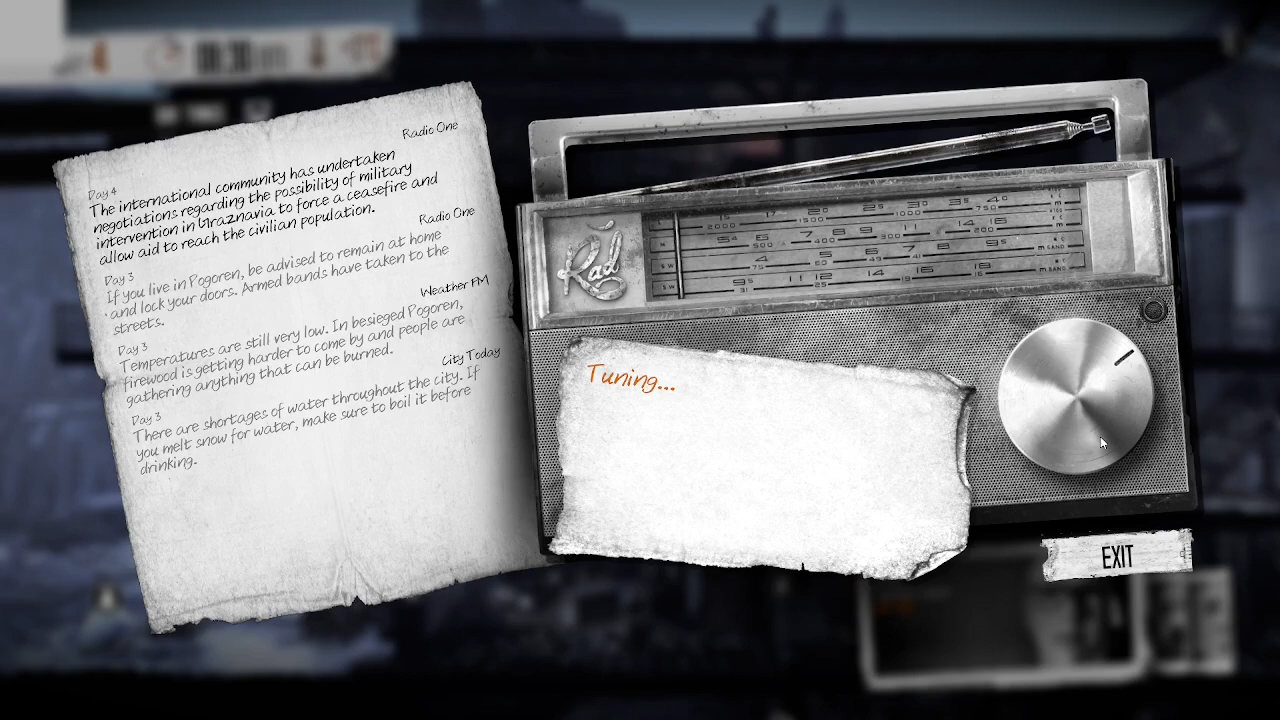 Radio One
Day 4
The international community has undertaken
negotiations regarding the possibility of military
intervention in Graznavia to force a ceasefire and
allow aid to reach the civilian population.
Radio One
Day 3
If you live in Pogoren, be advised to remain at home
and lock your doors. Armed bands have taken to the
streets.
Weather FM
Day 3
Temperatures are still very low. In besieged Pogoren,
firewood is getting harder to come by and people are
gathering anything that can be burned.
City Today
Day 3
There are shortages of water throughout the city. If
you melt snow for water, make sure to boil it before
drinking.
Rad
Tuning...
EXIT